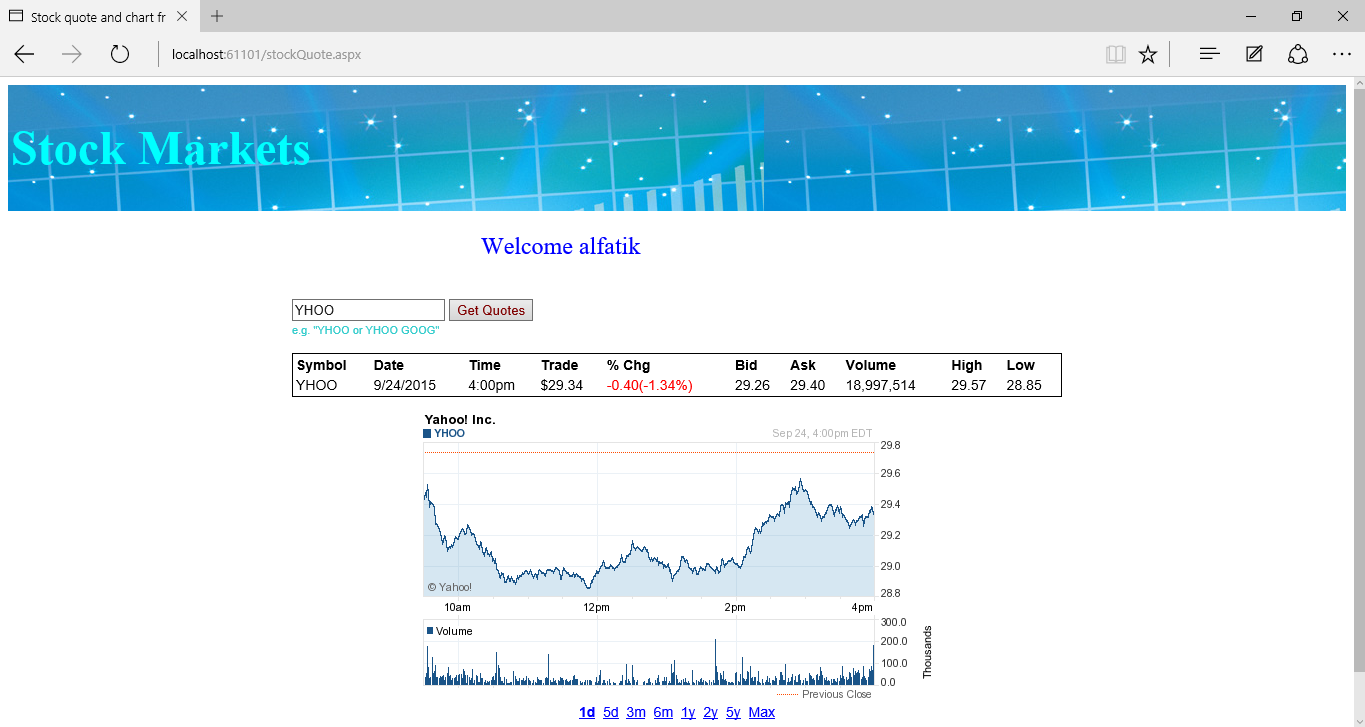 Stock quote and chart fr
localhost:61101/stockQuote.aspx
Stock Markets
Welcome alfatik
YHOO Get Quotes
e.g. "YHOO or YHOO GOOG"
Symbol Date Time Trade % Chg Bid Ask Volume High Low
YHOO 9/24/2015 4:00pm $29.34 -0.40(-1.34%) 29.26 29.40 18,997,514 29.57 28.85
Yahoo! Inc.
YHOO Sep 24, 4:00pm EDT
29.8
29.6
29.4
29.2
29.0
28.8
© Yahoo!
10am 12pm 2pm 4pm
Volume
300.0
200.0
100.0
0.0
Thousands
Previous Close
1d 5d 3m 6m 1y 2y 5y Max